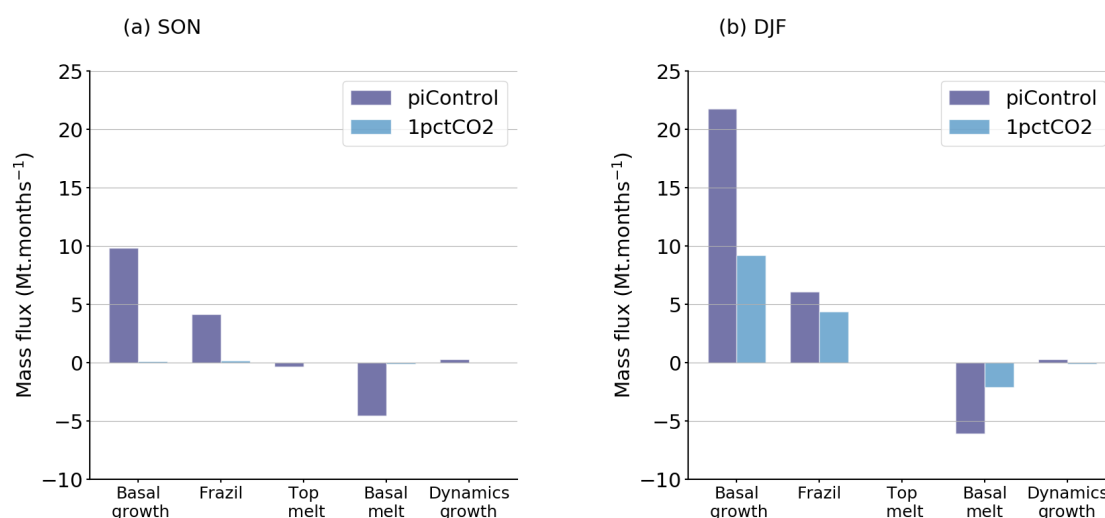 (a) SON
25
20
15
10
5
0
−5
−10
Mass flux (Mt.months⁻¹)
piControl
1pctCO2
Basal growth
Frazil
Top melt
Basal melt
Dynamics growth
(b) DJF
25
20
15
10
5
0
−5
−10
Mass flux (Mt.months⁻¹)
piControl
1pctCO2
Basal growth
Frazil
Top melt
Basal melt
Dynamics growth